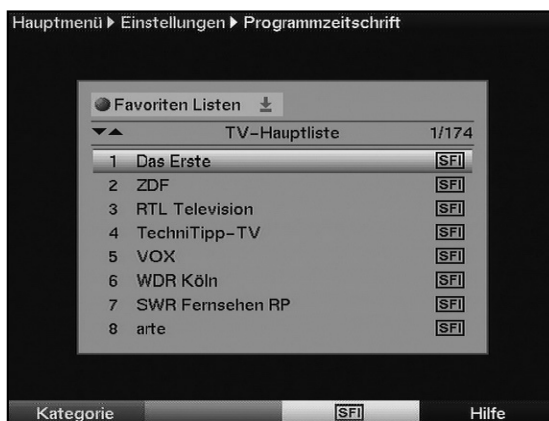 Hauptmenü Einstellungen Programmzeitschrift
Favoriten Listen
TV-Hauptliste 1/174
1 Das Erste SFI
2 ZDF SFI
3 RTL Television SFI
4 TechniTipp-TV SFI
5 VOX SFI
6 WDR Köln SFI
7 SWR Fernsehen RP SFI
8 arte SFI
Kategorie SFI Hilfe